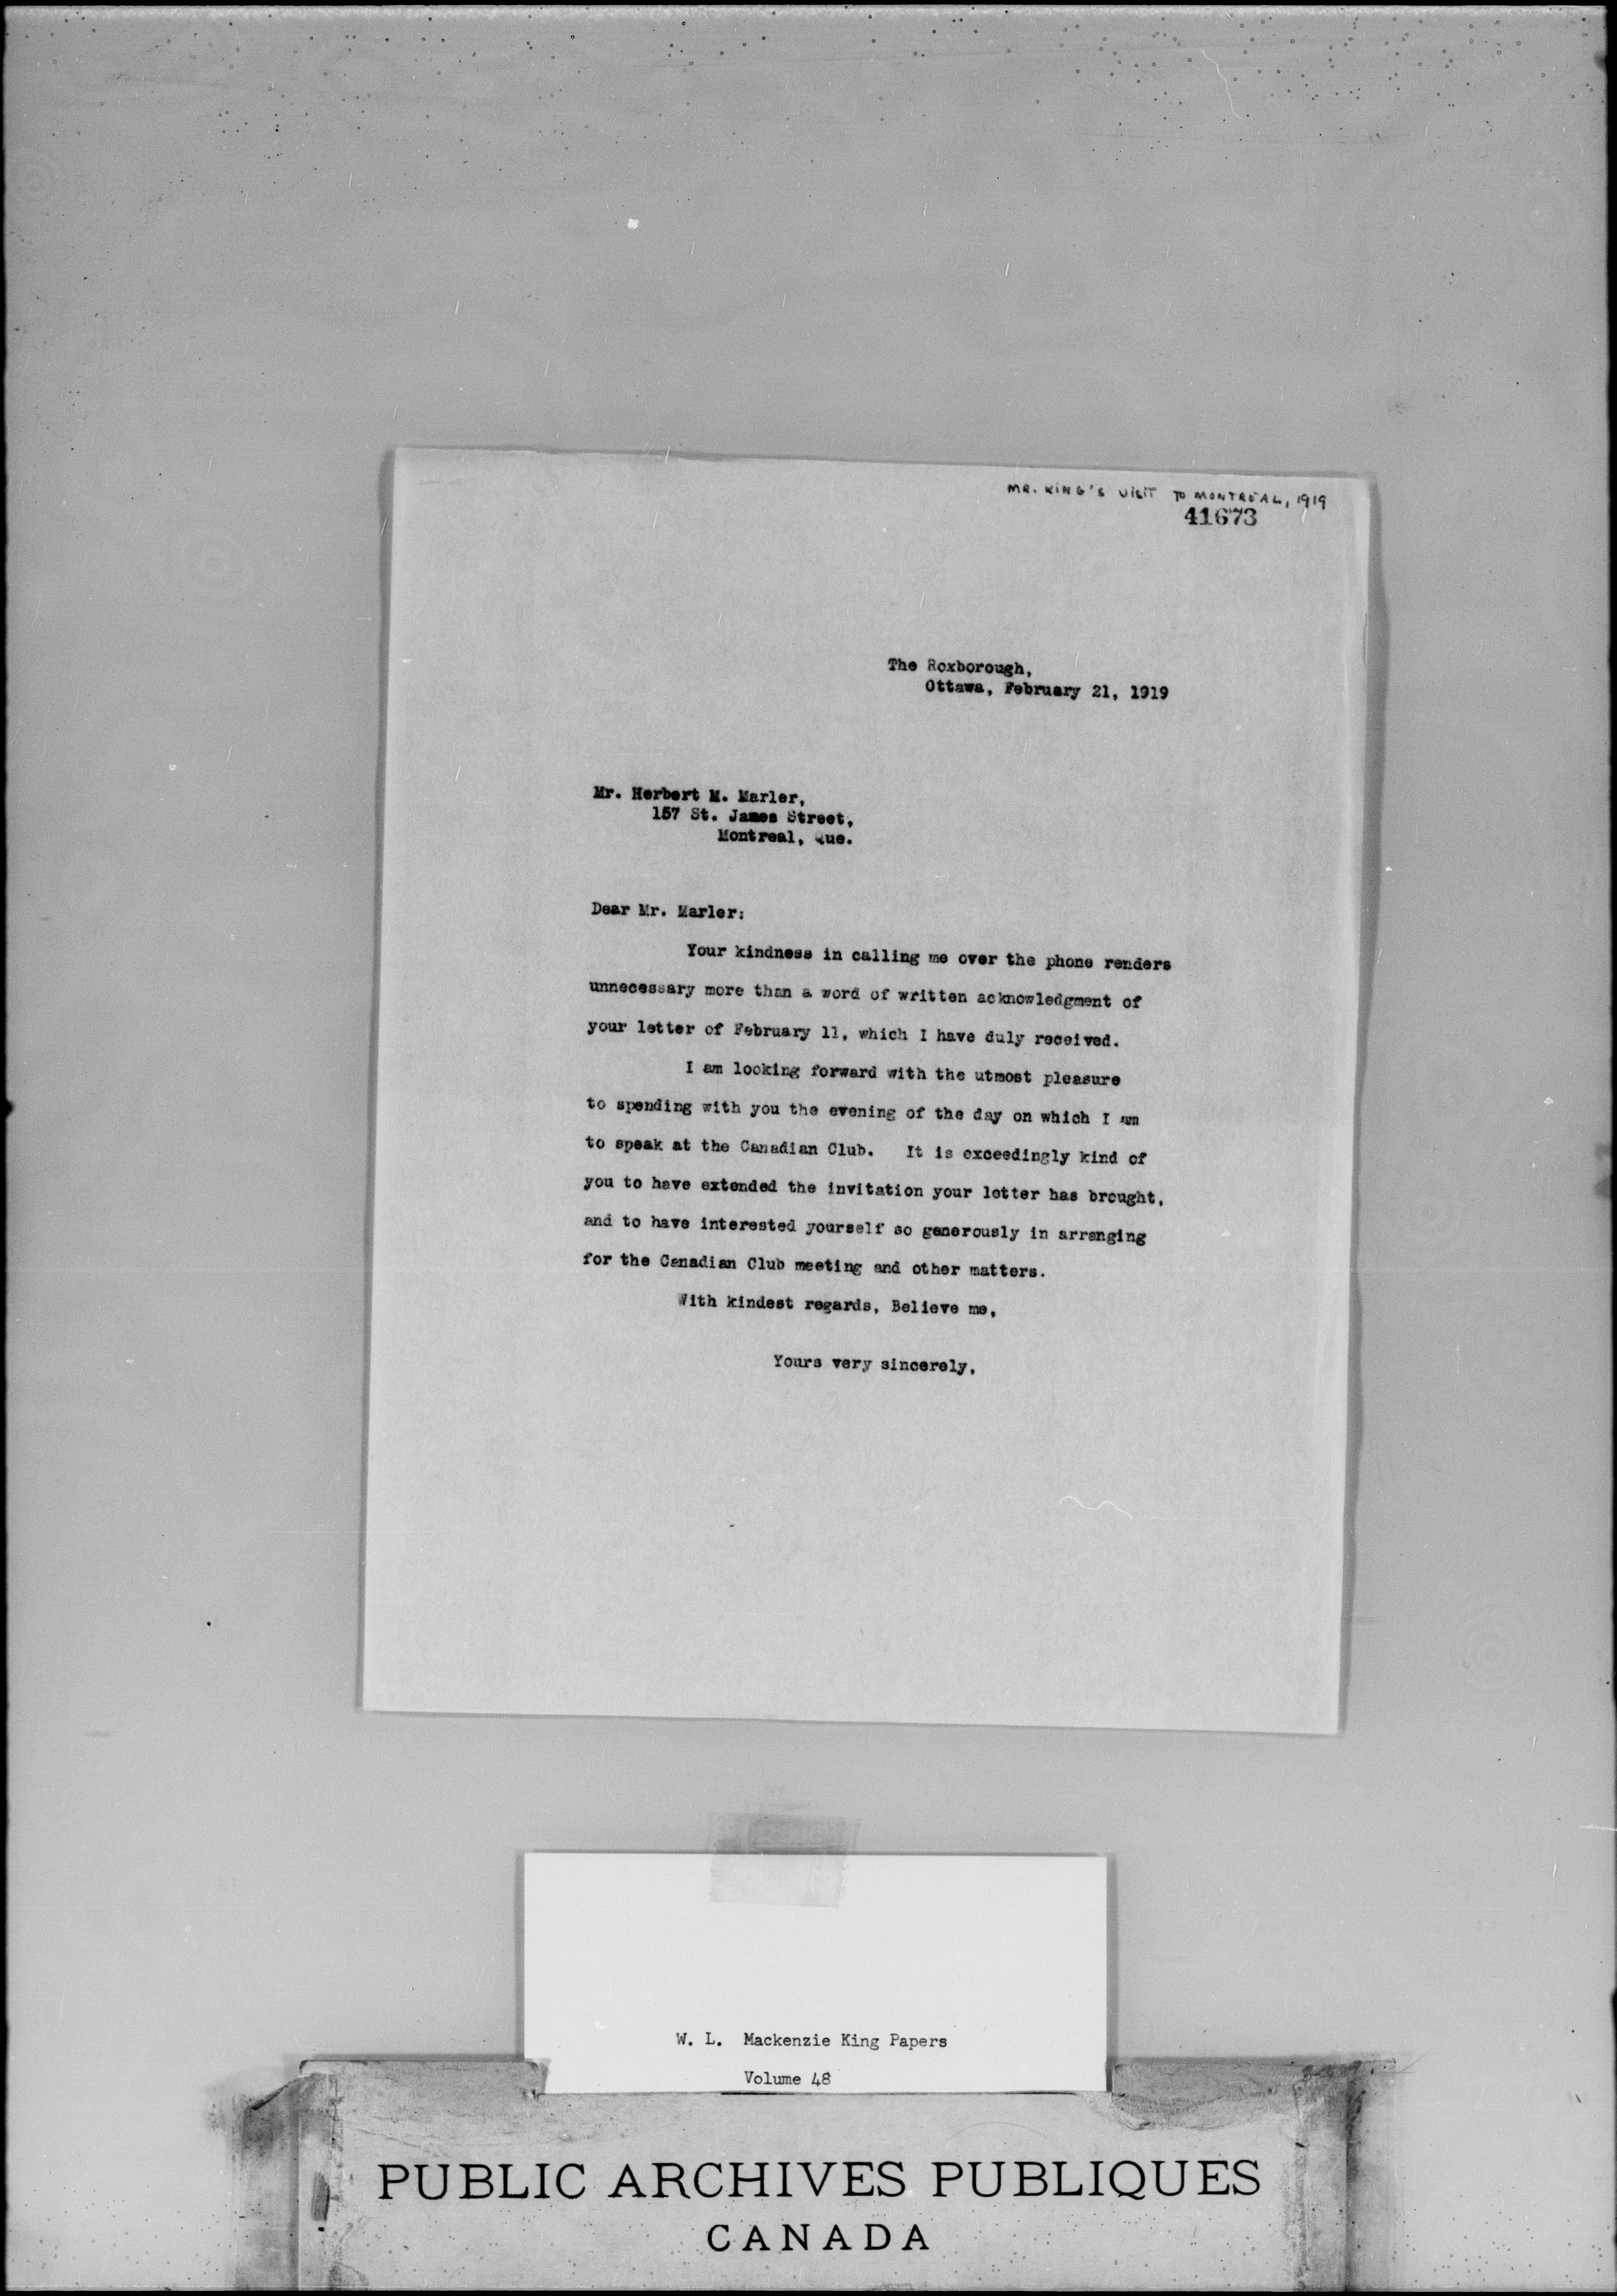 MR. KING'S VISIT TO MONTREAL, 1919
41673
The Roxborough,
Ottawa, February 21, 1919
Mr. Herbert M. Marler,
157 St. James Street,
Montreal, Que.
Dear Mr. Marler:
Your kindness in calling me over the phone renders
unnecessary more than a word of written acknowledgment of
your letter of February 11, which I have duly received.
I am looking forward with the utmost pleasure
to spending with you the evening of the day on which I am
to speak at the Canadian Club. It is exceedingly kind of
you to have extended the invitation your letter has brought,
and to have interested yourself so generously in arranging
for the Canadian Club meeting and other matters.
With kindest regards, Believe me,
Yours very sincerely,
W. L. Mackenzie King Papers
Volume 48
PUBLIC ARCHIVES PUBLIQUES
CANADA